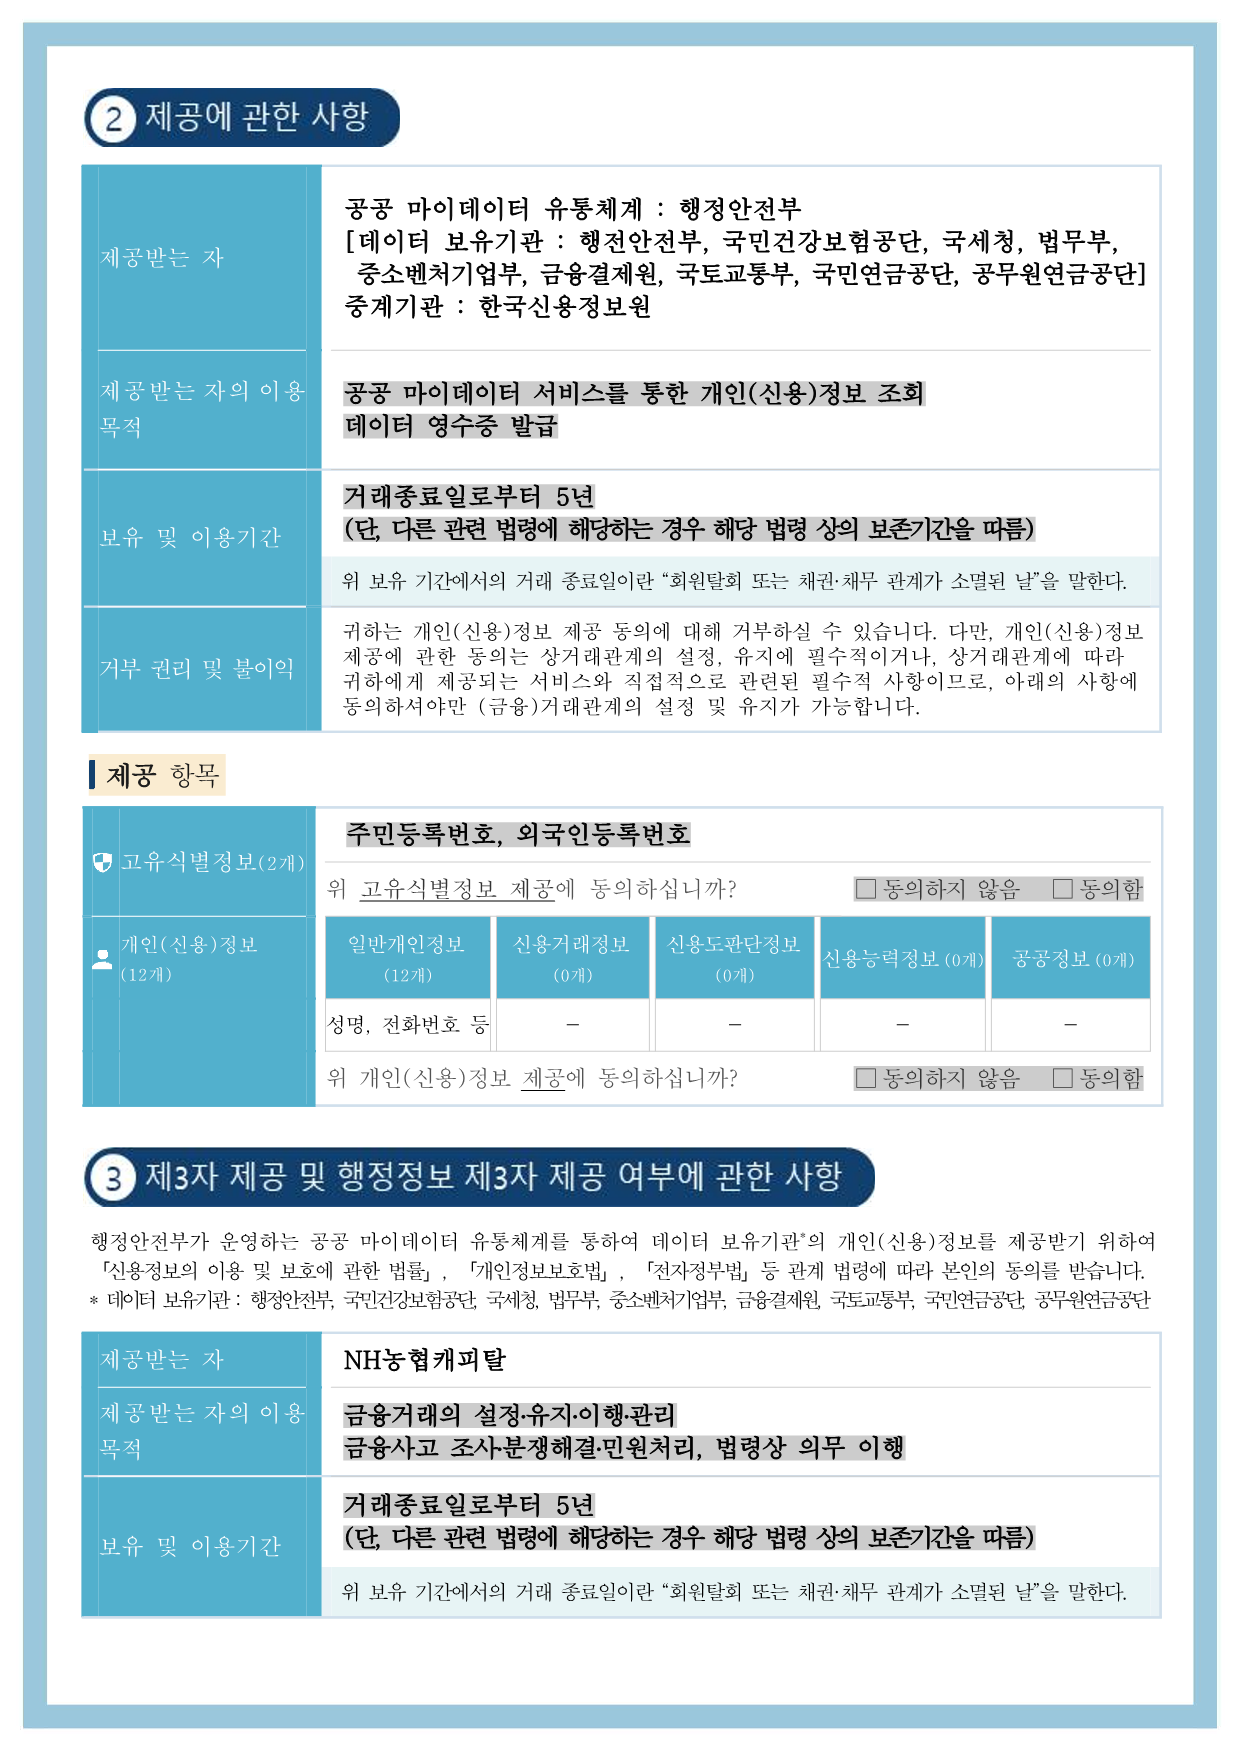 2 제공에 관한 사항
제공받는 자
공공 마이데이터 유통체계 : 행정안전부
[데이터 보유기관 : 행전안전부, 국민건강보험공단, 국세청, 법무부,
중소벤처기업부, 금융결제원, 국토교통부, 국민연금공단, 공무원연금공단]
중계기관 : 한국신용정보원
제공받는 자의 이용
목적
공공 마이데이터 서비스를 통한 개인(신용)정보 조회
데이터 영수증 발급
보유 및 이용기간
거래종료일로부터 5년
(단, 다른 관련 법령에 해당하는 경우 해당 법령 상의 보존기간을 따름)
위 보유 기간에서의 거래 종료일이란 “회원탈회 또는 채권·채무 관계가 소멸된 날”을 말한다.
거부 권리 및 불이익
귀하는 개인(신용)정보 제공 동의에 대해 거부하실 수 있습니다. 다만, 개인(신용)정보
제공에 관한 동의는 상거래관계의 설정, 유지에 필수적이거나, 상거래관계에 따라
귀하에게 제공되는 서비스와 직접적으로 관련된 필수적 사항이므로, 아래의 사항에
동의하셔야만 (금융)거래관계의 설정 및 유지가 가능합니다.
제공 항목
고유식별정보(2개)
주민등록번호, 외국인등록번호
위 고유식별정보 제공에 동의하십니까? □ 동의하지 않음 □ 동의함
개인(신용)정보
(12개)
일반개인정보
(12개)
신용거래정보
(0개)
신용도판단정보
(0개)
신용능력정보 (0개)
공공정보 (0개)
성명, 전화번호 등 – – – –
위 개인(신용)정보 제공에 동의하십니까? □ 동의하지 않음 □ 동의함
3 제3자 제공 및 행정정보 제3자 제공 여부에 관한 사항
행정안전부가 운영하는 공공 마이데이터 유통체계를 통하여 데이터 보유기관*의 개인(신용)정보를 제공받기 위하여
「신용정보의 이용 및 보호에 관한 법률」, 「개인정보보호법」, 「전자정부법」 등 관계 법령에 따라 본인의 동의를 받습니다.
* 데이터 보유기관 : 행정안전부, 국민건강보험공단, 국세청, 법무부, 중소벤처기업부, 금융결제원, 국토교통부, 국민연금공단, 공무원연금공단
제공받는 자
NH농협캐피탈
제공받는 자의 이용
목적
금융거래의 설정·유지·이행·관리
금융사고 조사·분쟁해결·민원처리, 법령상 의무 이행
보유 및 이용기간
거래종료일로부터 5년
(단, 다른 관련 법령에 해당하는 경우 해당 법령 상의 보존기간을 따름)
위 보유 기간에서의 거래 종료일이란 “회원탈회 또는 채권·채무 관계가 소멸된 날”을 말한다.